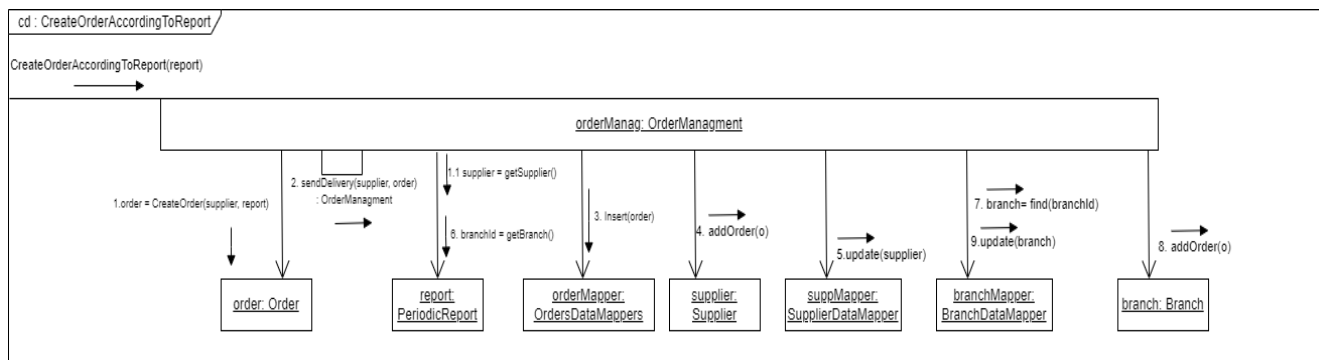 cd : CreateOrderAccordingToReport
CreateOrderAccordingToReport(report)
orderManag: OrderManagment
1.order = CreateOrder(supplier, report)
2. sendDelivery(supplier, order)
: OrderManagment
1.1 supplier = getSupplier()
6. branchId = getBranch()
3. Insert(order)
4. addOrder(o)
5.update(supplier)
7. branch= find(branchId)
9.update(branch)
8. addOrder(o)
order: Order
report:
PeriodicReport
orderMapper:
OrdersDataMappers
supplier:
Supplier
suppMapper:
SupplierDataMapper
branchMapper:
BranchDataMapper
branch: Branch